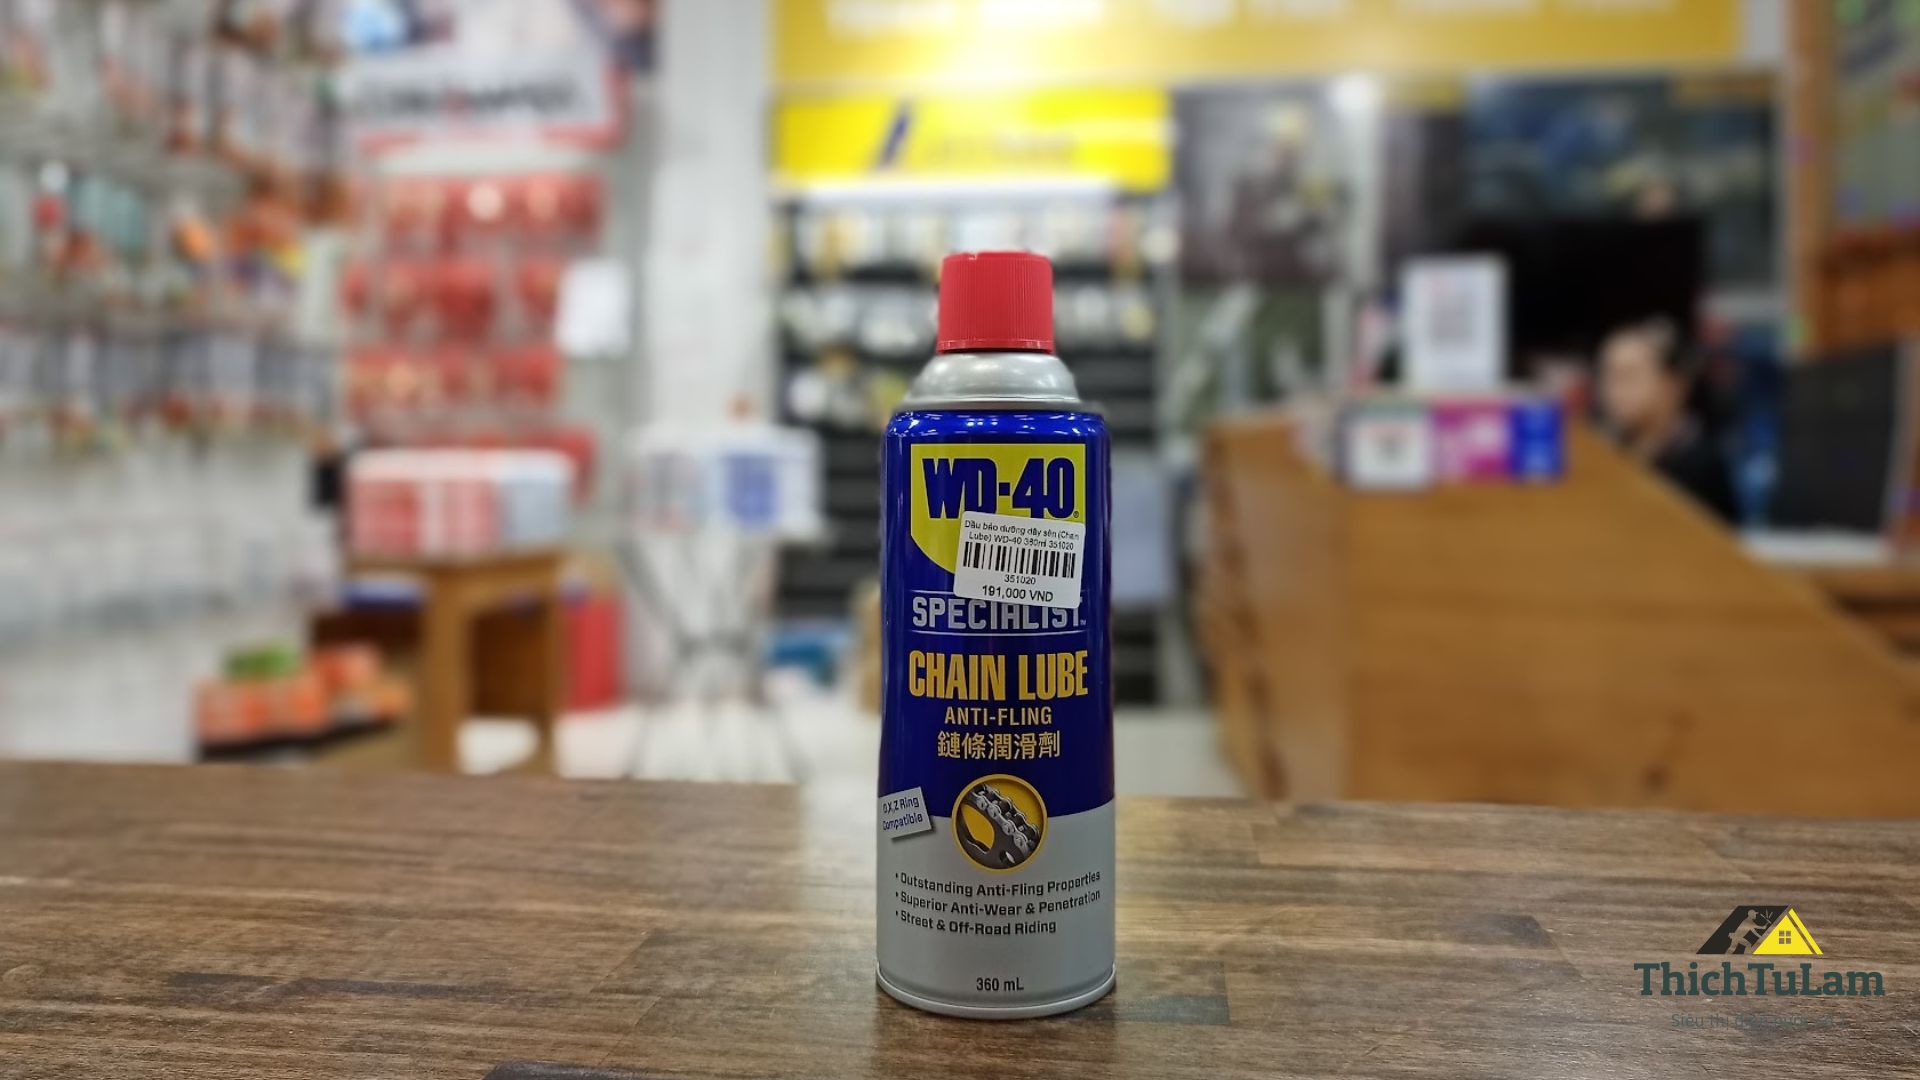 WD-40
Dầu bảo dưỡng dây sên (Chain
Lube) WD-40 360ml 351020
351020
191,000 VND
SPECIALIST
CHAIN LUBE
ANTI-FLING
鏈條潤滑劑
O,X,Z Ring
Compatible
• Outstanding Anti-Fling Properties
• Superior Anti-Wear & Penetration
• Street & Off-Road Riding
360 mL
ThichTuLam